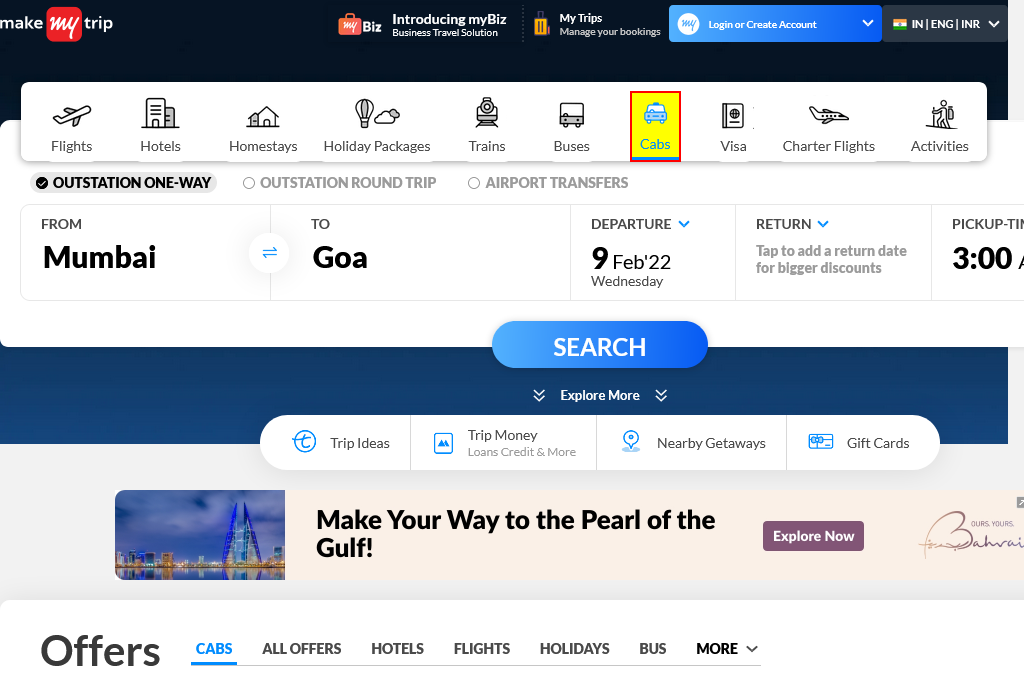 make my trip
my Biz
Introducing myBiz
Business Travel Solution
My Trips
Manage your bookings
my
Login or Create Account
IN | ENG | INR
Flights
Hotels
Homestays
Holiday Packages
Trains
Buses
Cabs
Visa
Charter Flights
Activities
OUTSTATION ONE-WAY
OUTSTATION ROUND TRIP
AIRPORT TRANSFERS
FROM
Mumbai
TO
Goa
DEPARTURE
9 Feb'22
Wednesday
RETURN
Tap to add a return date
for bigger discounts
PICKUP-TIM
3:00 A
SEARCH
Explore More
Trip Ideas
Trip Money
Loans Credit & More
Nearby Getaways
Gift Cards
Make Your Way to the Pearl of the
Gulf!
Explore Now
OURS. YOURS.
Bahrai
Offers
CABS
ALL OFFERS
HOTELS
FLIGHTS
HOLIDAYS
BUS
MORE